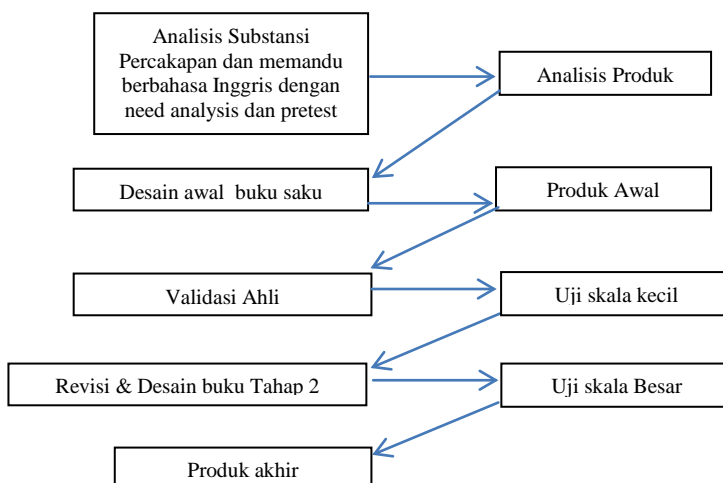 Analisis Substansi
Percakapan dan memandu
berbahasa Inggris dengan
need analysis dan pretest
Analisis Produk
Desain awal buku saku
Produk Awal
Validasi Ahli
Uji skala kecil
Revisi & Desain buku Tahap 2
Uji skala Besar
Produk akhir